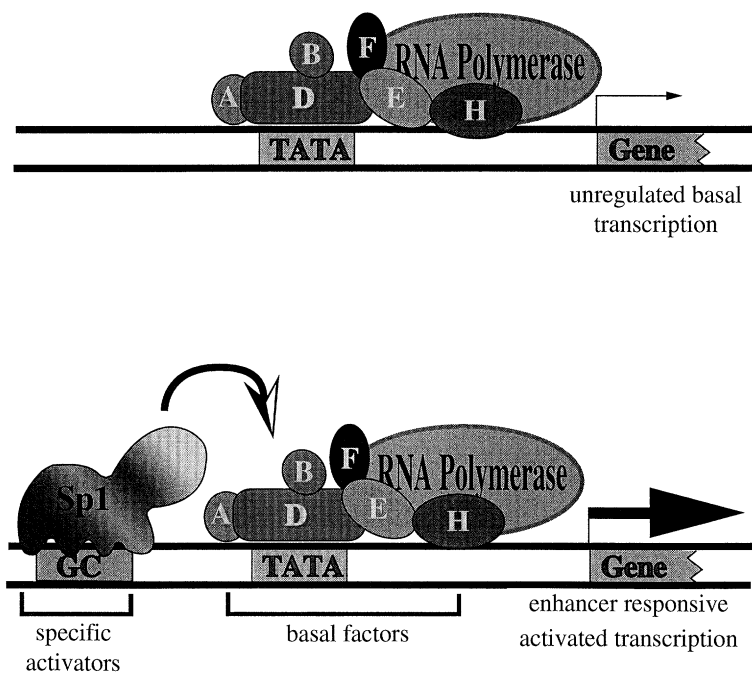 F
B
RNA Polymerase
A
D
E
H
TATA
Gene
unregulated basal
transcription
F
B
RNA Polymerase
Sp1
A
D
E
H
GC
TATA
Gene
specific
activators
basal factors
enhancer responsive
activated transcription